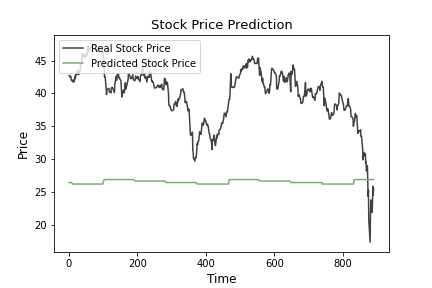 Stock Price Prediction
Real Stock Price
Predicted Stock Price
Price
45
40
35
30
25
20
0 200 400 600 800
Time